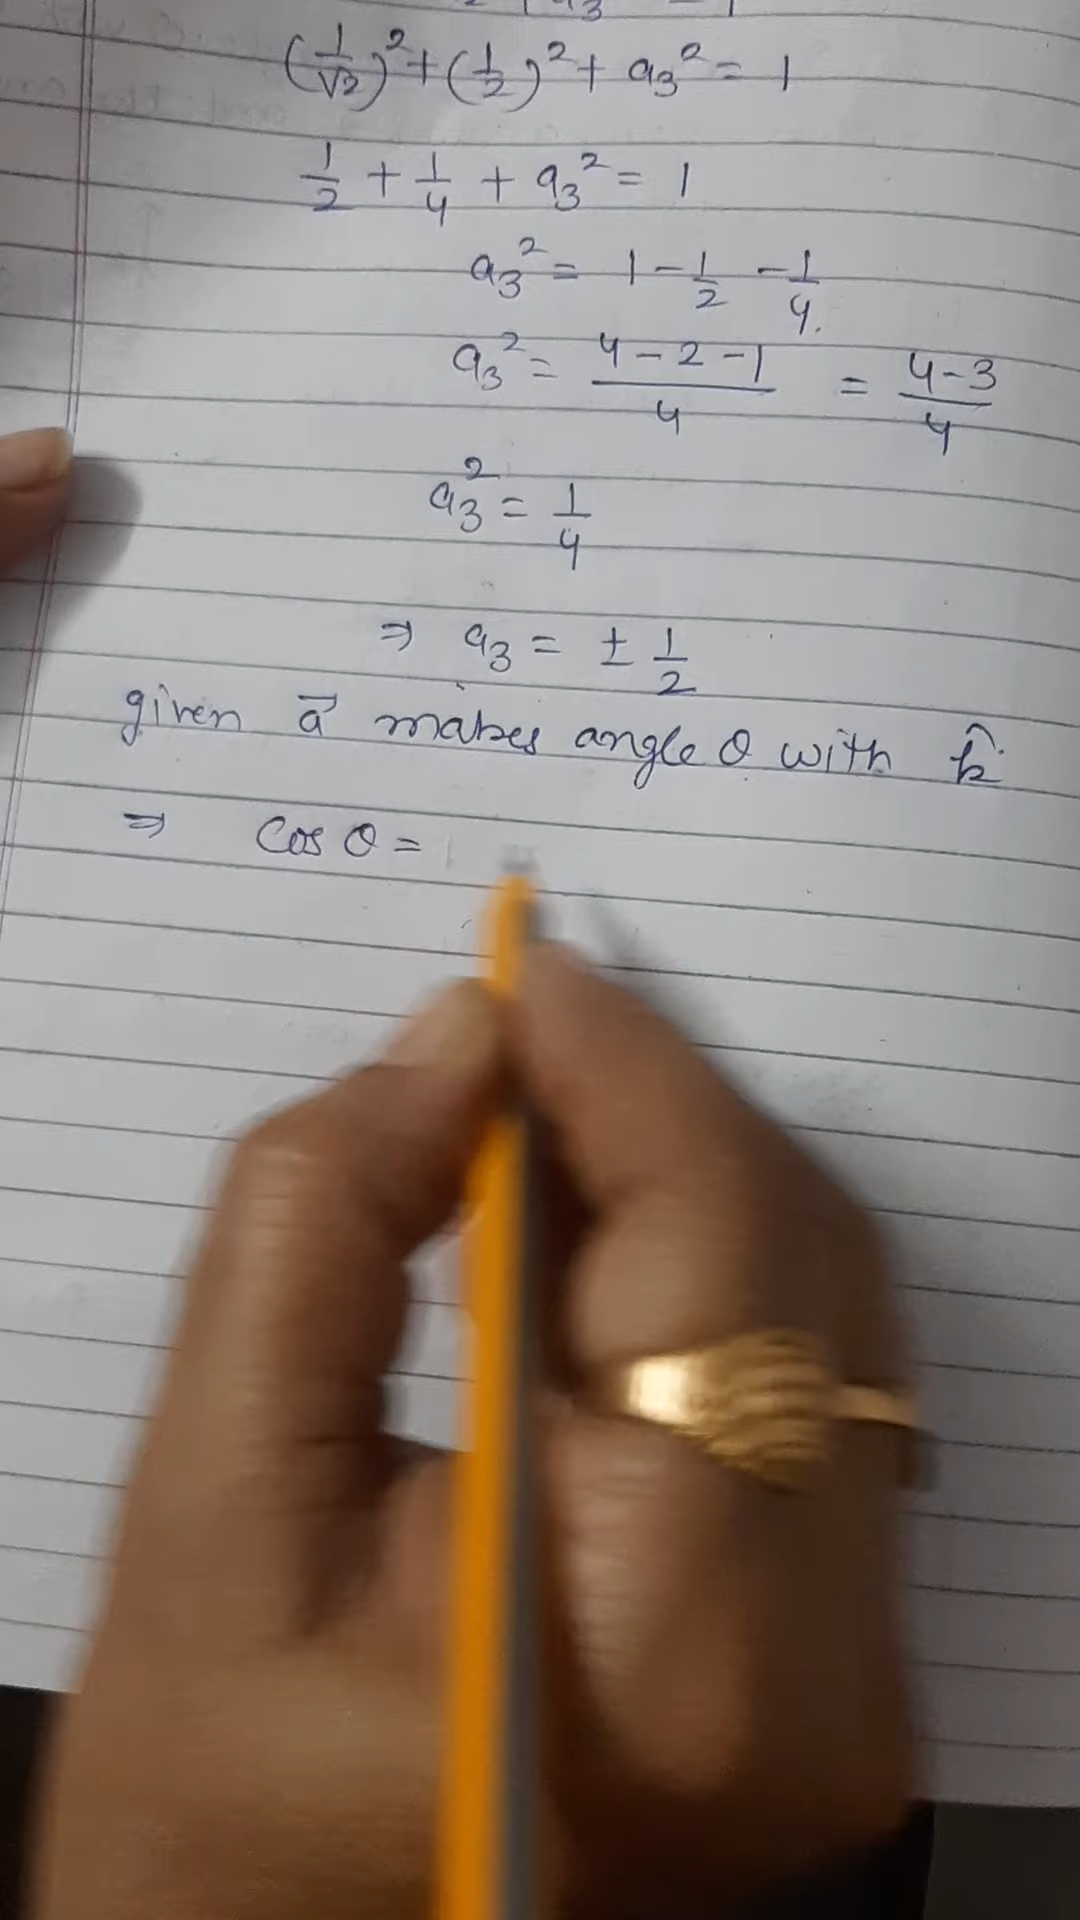 (1/√2)² + (1/2)² + a₃² = 1
1/2 + 1/4 + a₃² = 1
a₃² = 1 - 1/2 - 1/4.
a₃² = (4 - 2 - 1)/4 = (4 - 3)/4
a₃² = 1/4
⇒ a₃ = ± 1/2
given a⃗ makes angle θ with k̂
⇒ Cos θ =